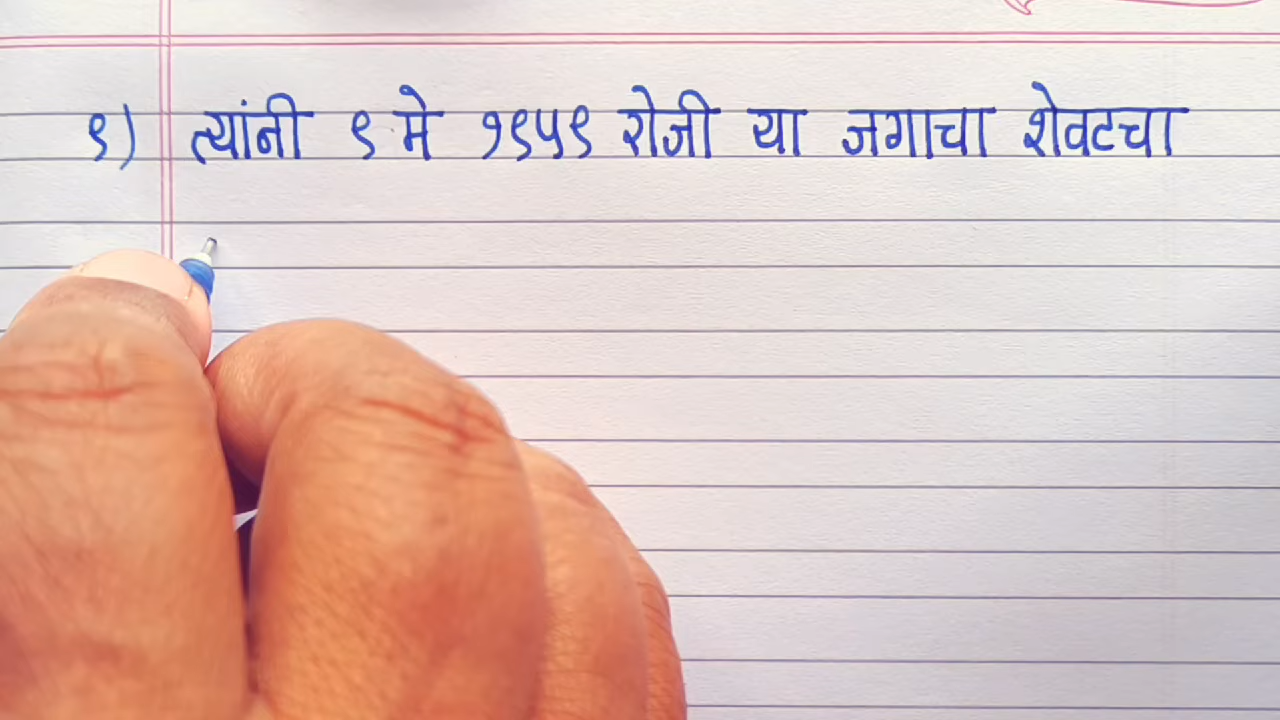 ९) त्यांनी ९ मे १९५९ रोजी या जगाचा शेवटचा